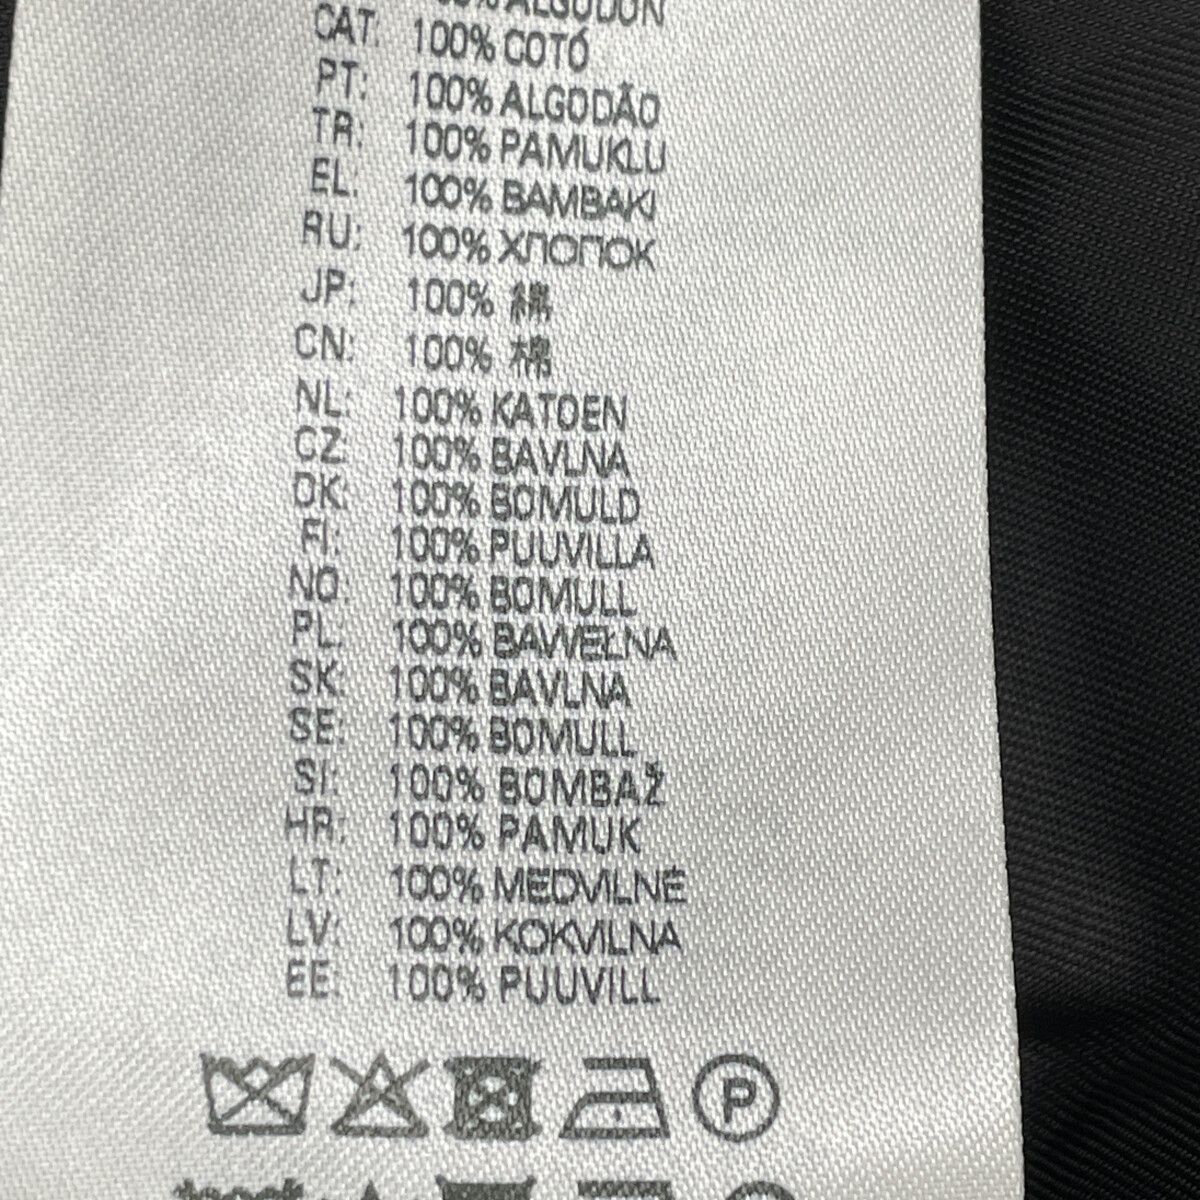 100% ALGODÓN
CAT: 100% COTÓ
PT: 100% ALGODÃO
TR: 100% PAMUKLU
EL: 100% BAMBAKI
RU: 100% ХЛОПОК
JP: 100% 綿
CN: 100% 棉
NL: 100% KATOEN
CZ: 100% BAVLNA
DK: 100% BOMULD
FI: 100% PUUVILLA
NO: 100% BOMULL
PL: 100% BAWEŁNA
SK: 100% BAVLNA
SE: 100% BOMULL
SI: 100% BOMBAŽ
HR: 100% PAMUK
LT: 100% MEDVILNĖ
LV: 100% KOKVILNA
EE: 100% PUUVILL
P